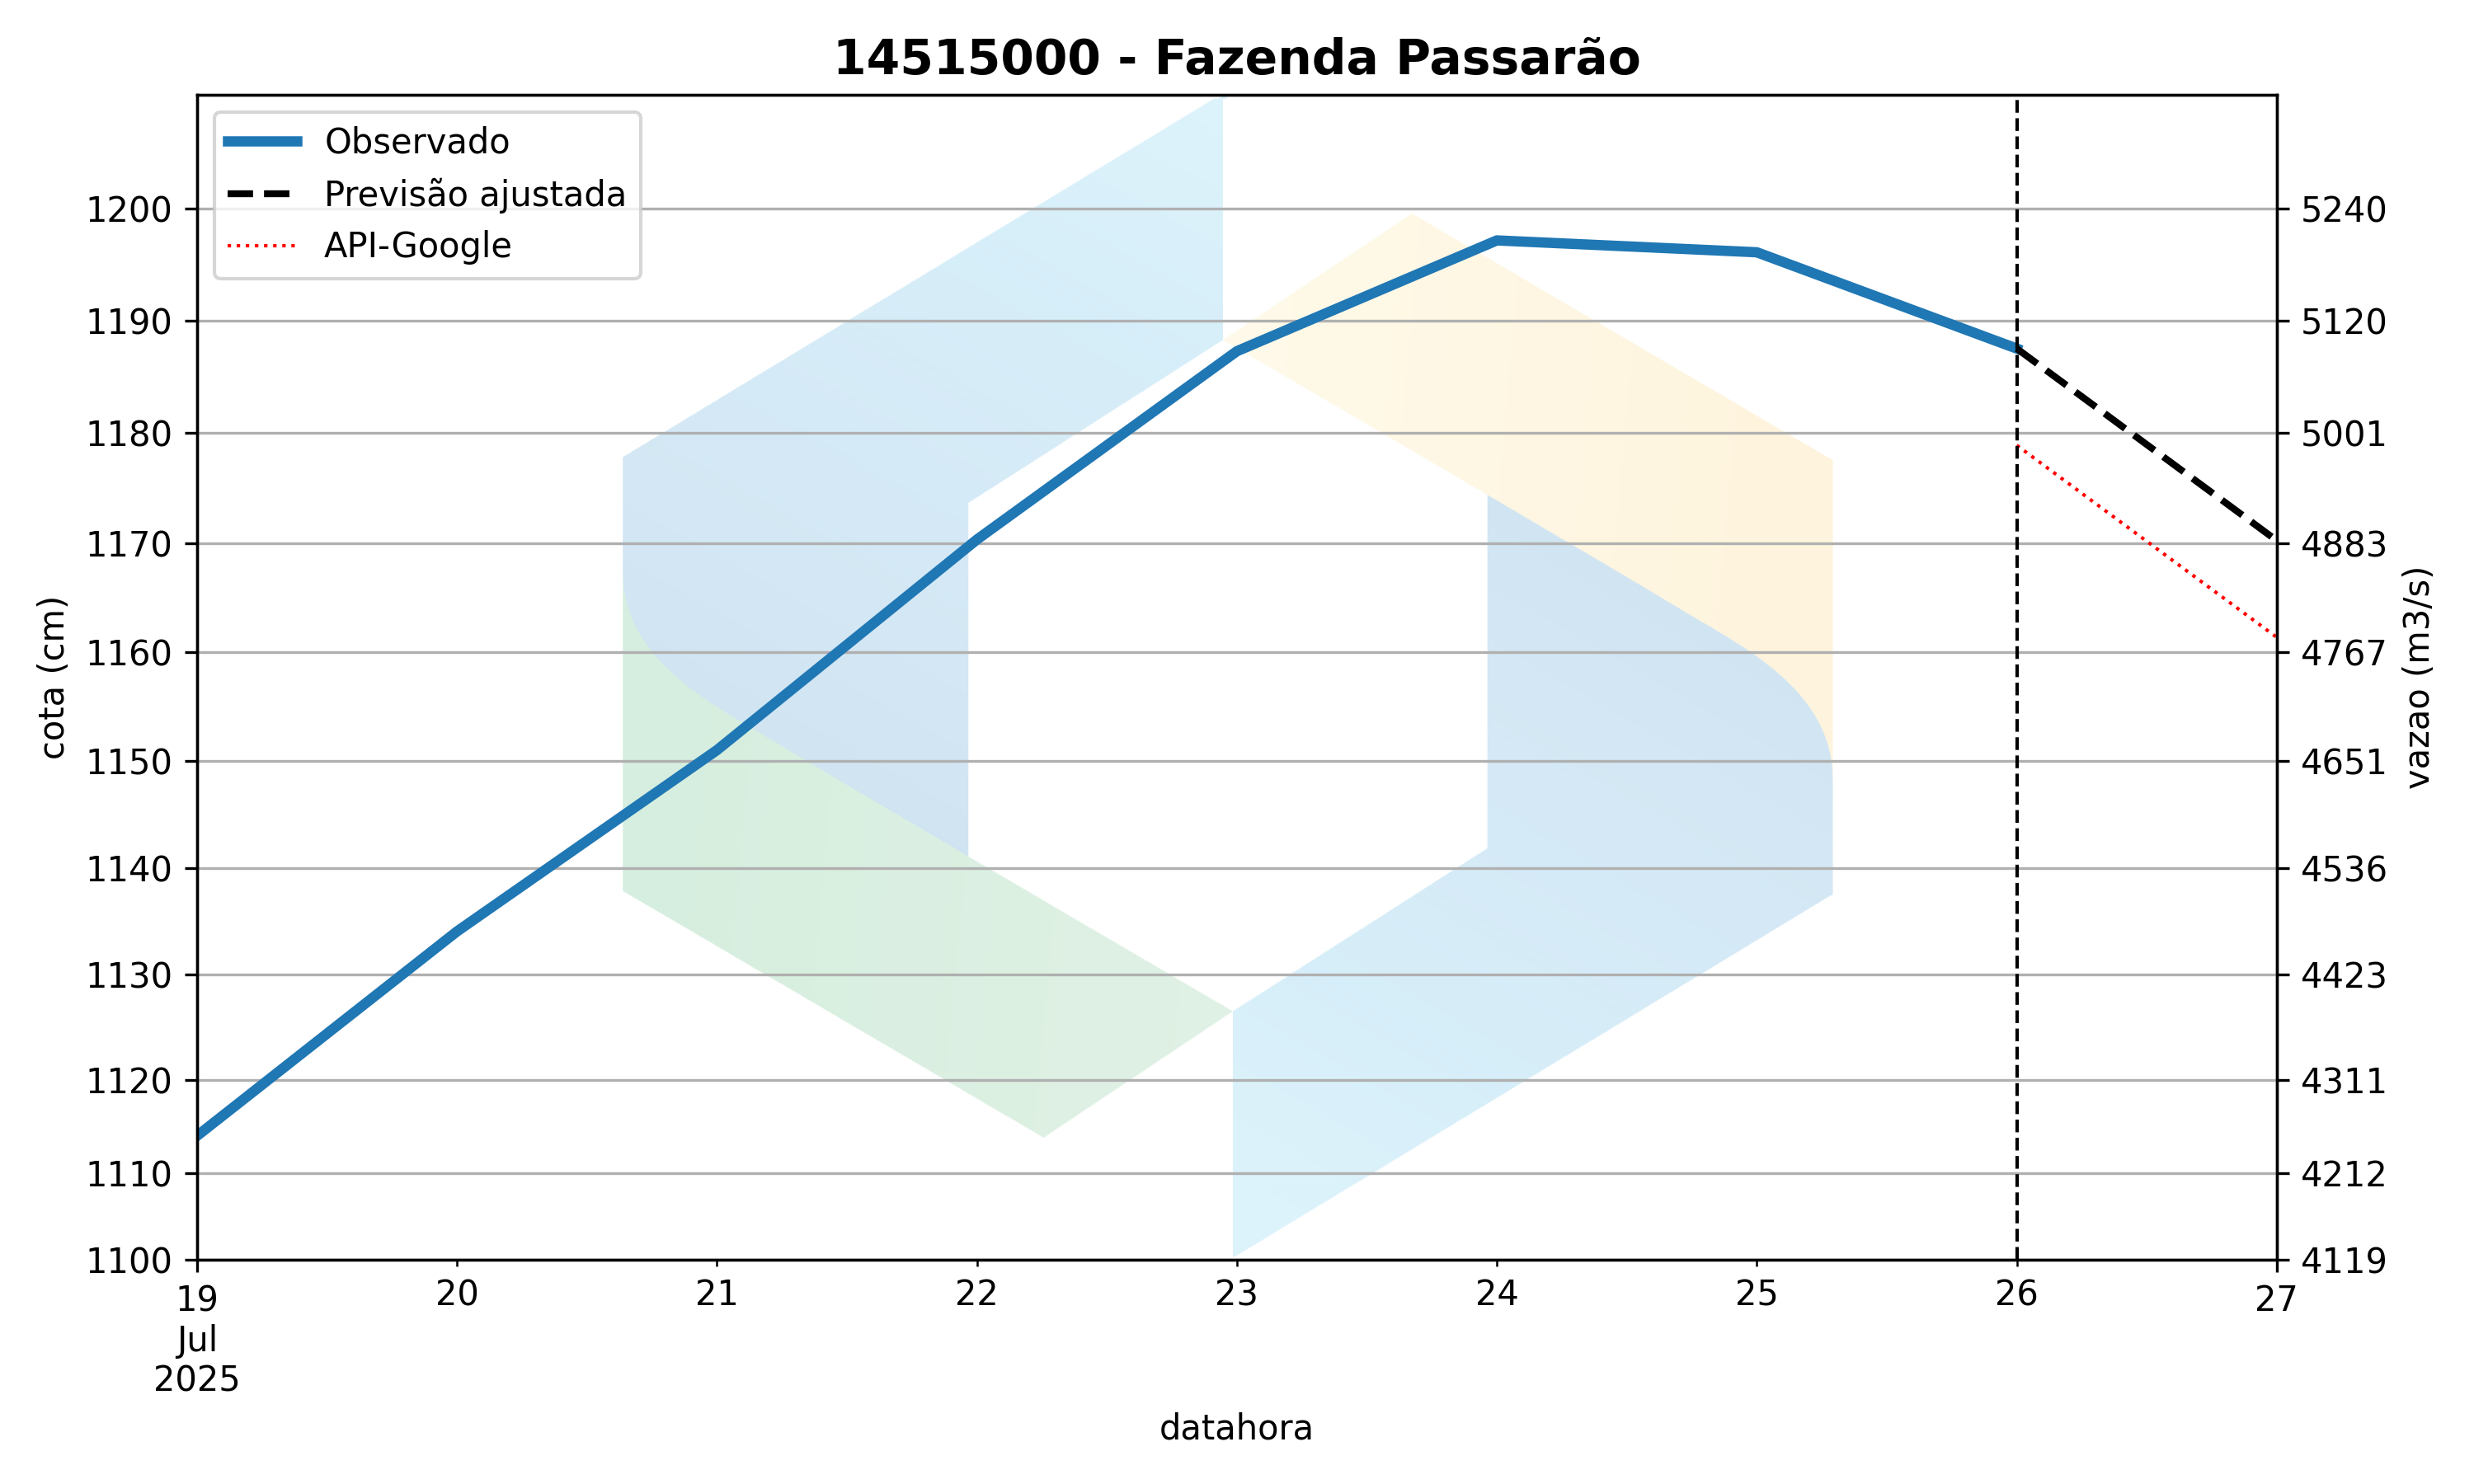 14515000 - Fazenda Passarão
Observado
Previsão ajustada
API-Google
1200
1190
1180
1170
1160
1150
1140
1130
1120
1110
1100
cota (cm)
5240
5120
5001
4883
4767
4651
4536
4423
4311
4212
4119
vazao (m3/s)
19 20 21 22 23 24 25 26 27
Jul
2025
datahora